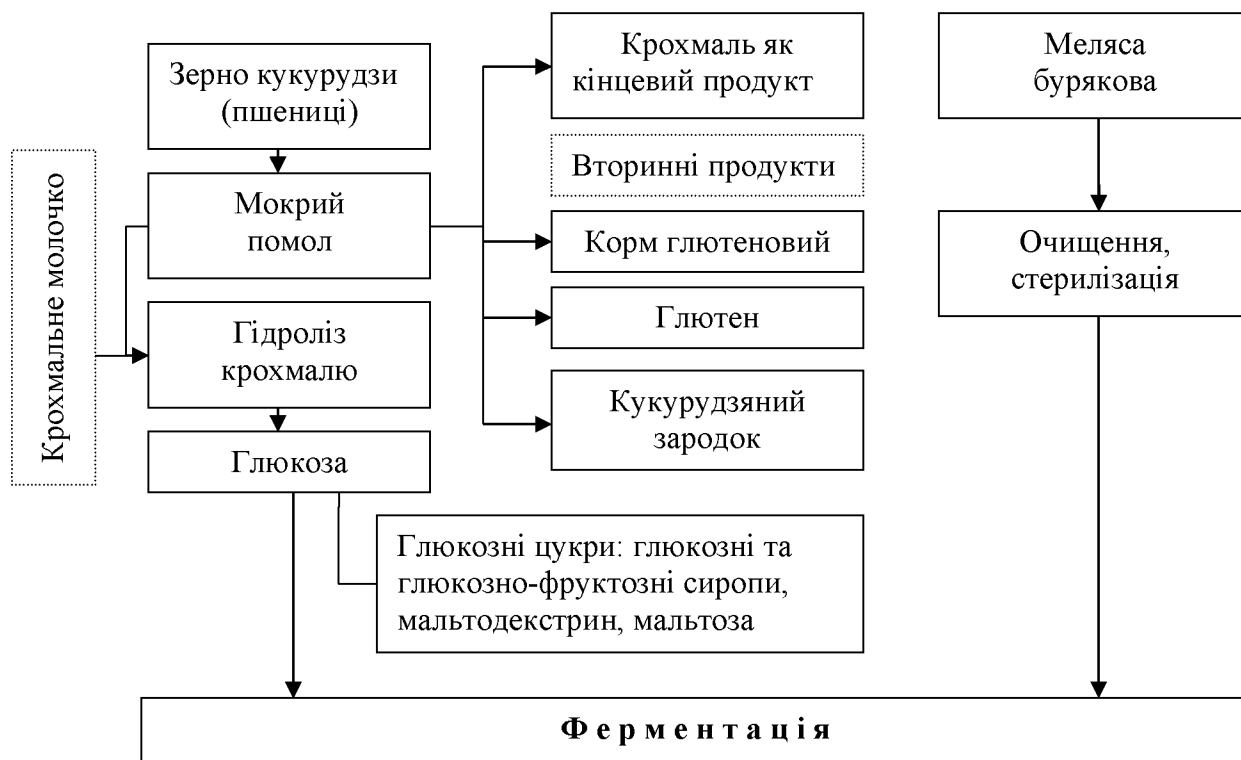 Зерно кукурудзи
(пшениці)
Мокрий
помол
Гідроліз
крохмалю
Глюкоза
Крохмальне молочко
Крохмаль як
кінцевий продукт
Вторинні продукти
Корм глютеновий
Глютен
Кукурудзяний
зародок
Глюкозні цукри: глюкозні та
глюкозно-фруктозні сиропи,
мальтодекстрин, мальтоза
Меляса
бурякова
Очищення,
стерилізація
Ферментація